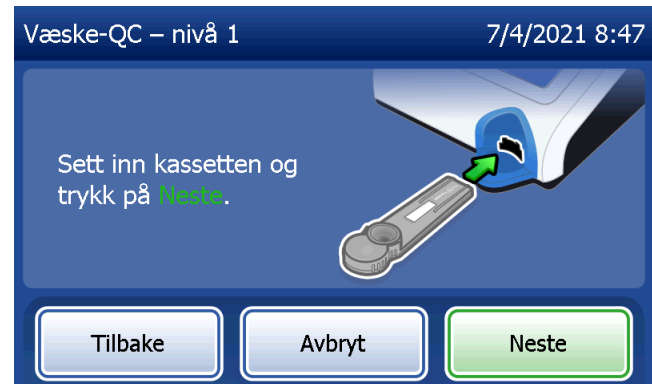 Væske-QC – nivå 1
7/4/2021 8:47
Sett inn kassetten og
trykk på Neste.
Tilbake
Avbryt
Neste